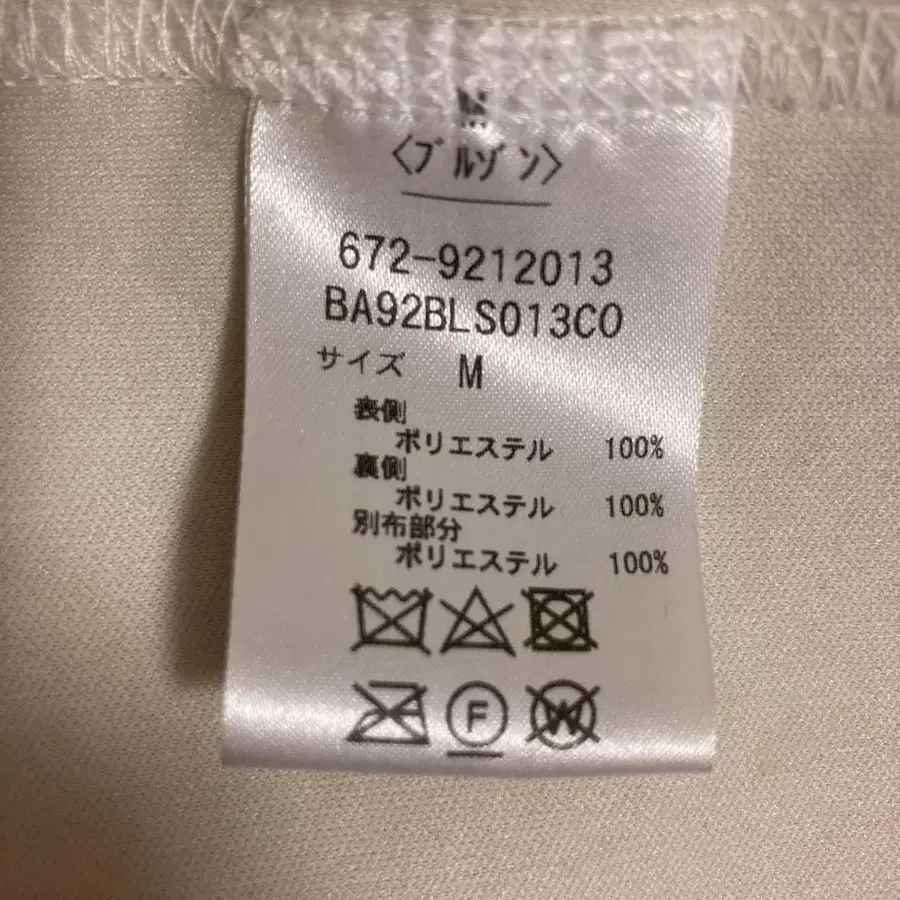 〈ブルゾン〉
672-9212013
BA92BLS013CO
サイズ M
表側
ポリエステル 100%
裏側
ポリエステル 100%
別布部分
ポリエステル 100%
F
W